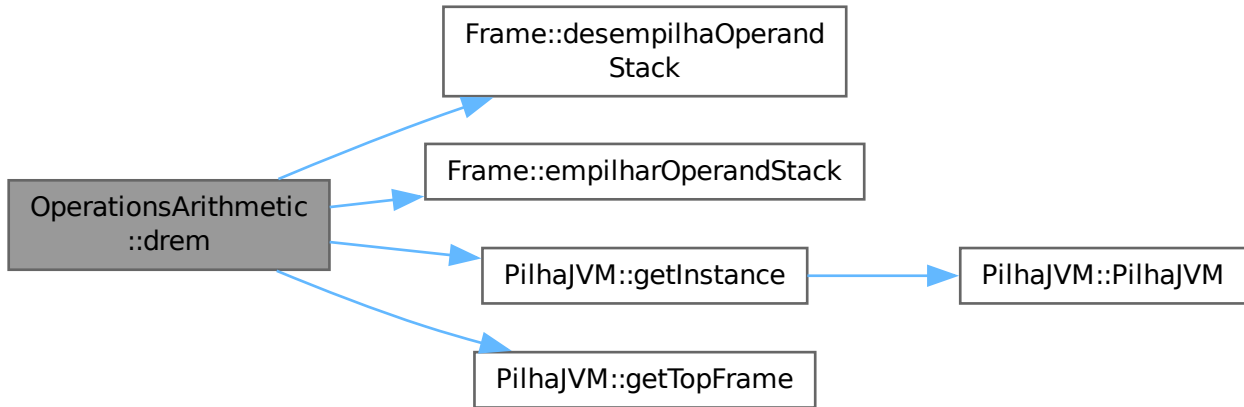 Frame::desempilhaOperand
Stack
Frame::empilharOperandStack
OperationsArithmetic
::drem
PilhaJVM::getInstance
PilhaJVM::PilhaJVM
PilhaJVM::getTopFrame